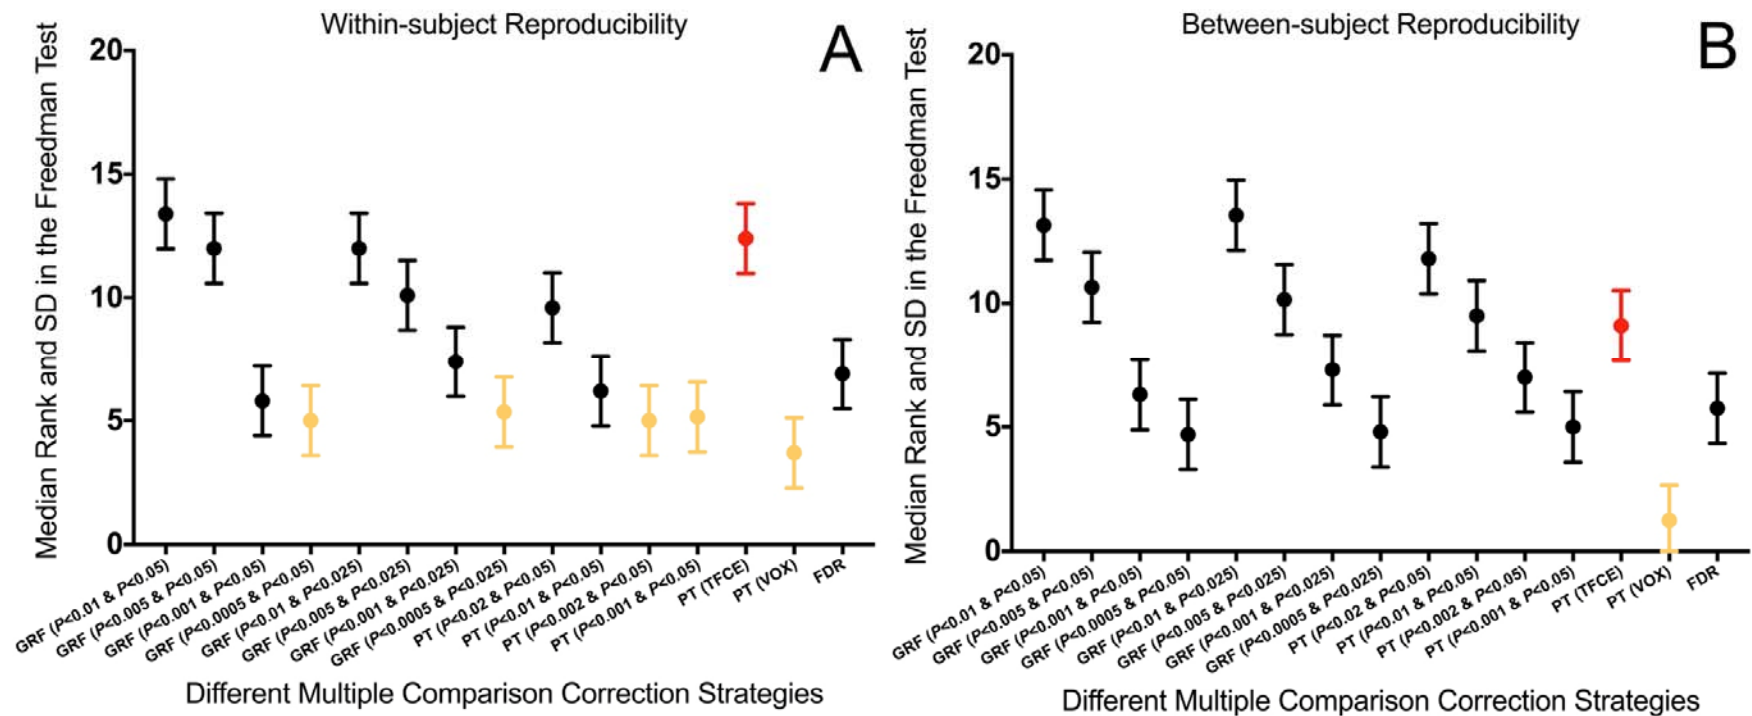 Within-subject Reproducibility
A
Median Rank and SD in the Freedman Test
20
15
10
5
0
GRF (P<0.01 & P<0.05)
GRF (P<0.005 & P<0.05)
GRF (P<0.001 & P<0.05)
GRF (P<0.0005 & P<0.05)
GRF (P<0.01 & P<0.025)
GRF (P<0.005 & P<0.025)
GRF (P<0.001 & P<0.025)
GRF (P<0.0005 & P<0.025)
PT (P<0.02 & P<0.05)
PT (P<0.01 & P<0.05)
PT (P<0.002 & P<0.05)
PT (P<0.001 & P<0.05)
PT (TFCE)
PT (VOX)
FDR
Different Multiple Comparison Correction Strategies
Between-subject Reproducibility
B
Median Rank and SD in the Freedman Test
20
15
10
5
0
GRF (P<0.01 & P<0.05)
GRF (P<0.005 & P<0.05)
GRF (P<0.001 & P<0.05)
GRF (P<0.0005 & P<0.05)
GRF (P<0.01 & P<0.025)
GRF (P<0.005 & P<0.025)
GRF (P<0.001 & P<0.025)
GRF (P<0.0005 & P<0.025)
PT (P<0.02 & P<0.05)
PT (P<0.01 & P<0.05)
PT (P<0.002 & P<0.05)
PT (P<0.001 & P<0.05)
PT (TFCE)
PT (VOX)
FDR
Different Multiple Comparison Correction Strategies